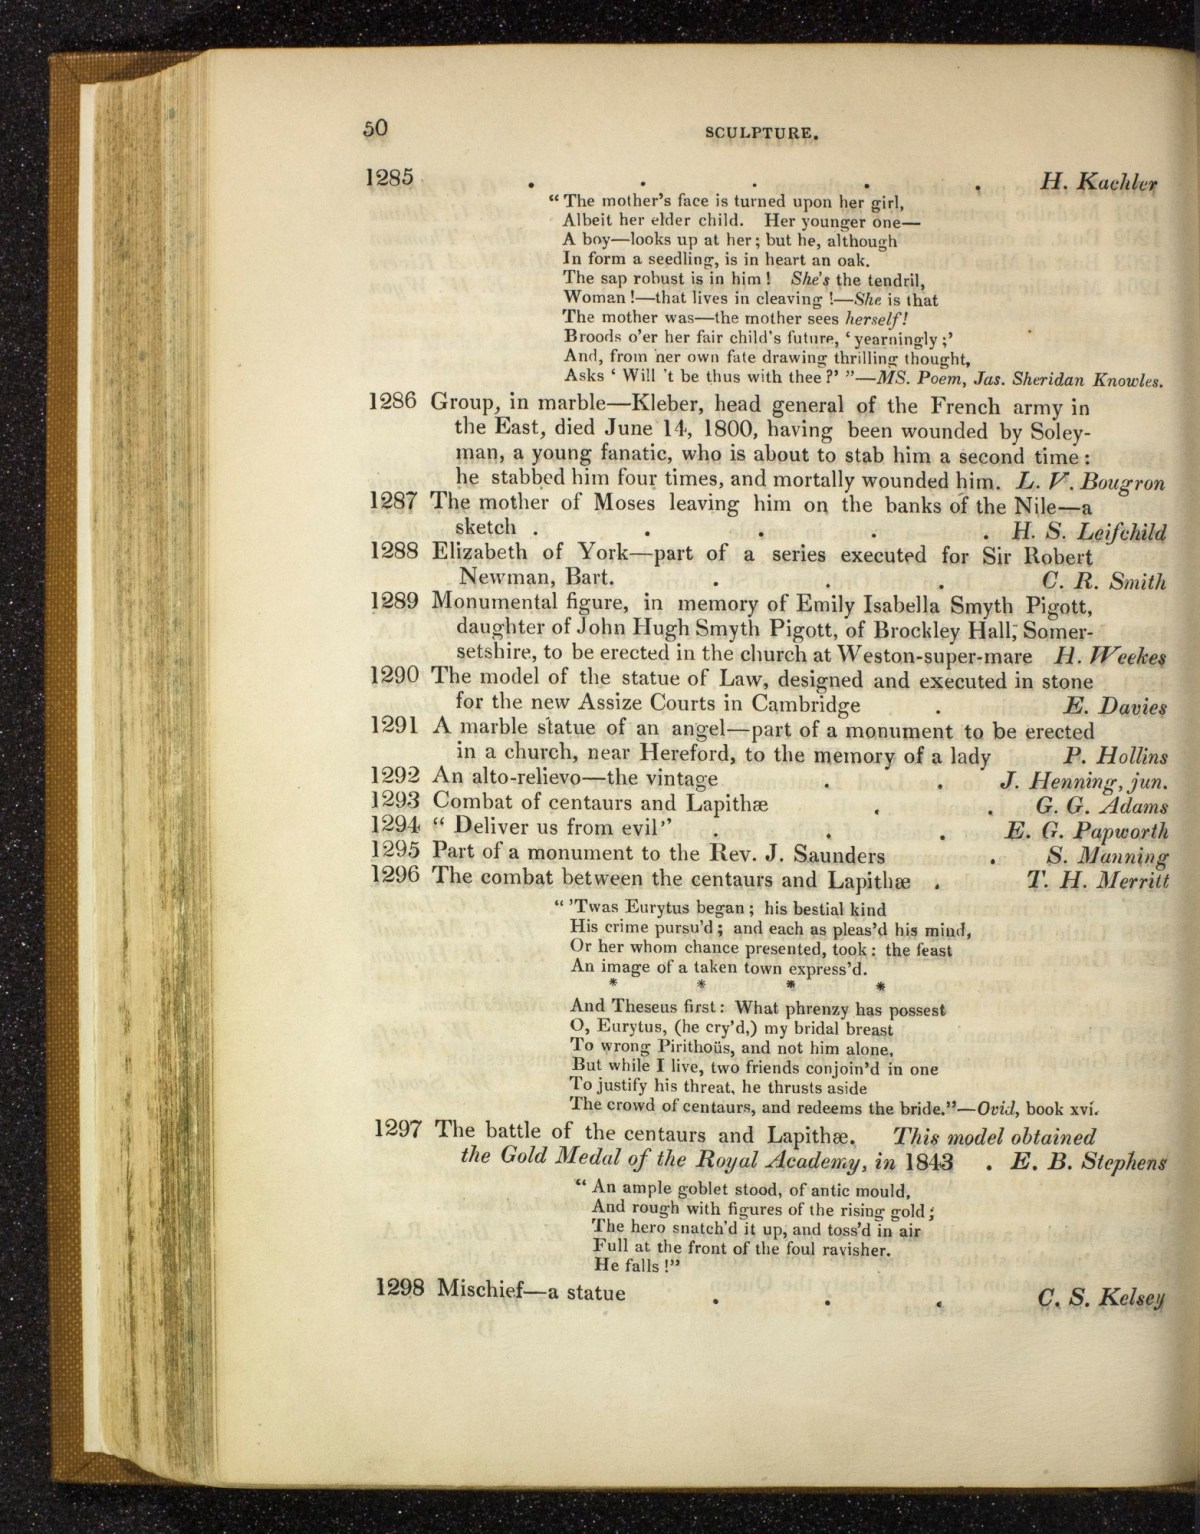 50
SCULPTURE.
1285 . . . . . H. Kaehler
“ The mother’s face is turned upon her girl,
Albeit her elder child. Her younger one—
A boy—looks up at her; but he, although
In form a seedling, is in heart an oak.
The sap robust is in him ! She’s the tendril,
Woman !—that lives in cleaving !—She is that
The mother was—the mother sees herself!
Broods o’er her fair child’s future, ‘ yearningly ;’
And, from her own fate drawing thrilling thought,
Asks ‘ Will ’t be thus with thee ?’ ”—MS. Poem, Jas. Sheridan Knowles.
1286 Group, in marble—Kleber, head general of the French army in
the East, died June 14, 1800, having been wounded by Soley-
man, a young fanatic, who is about to stab him a second time :
he stabbed him four times, and mortally wounded him. L. V. Bougron
1287 The mother of Moses leaving him on the banks of the Nile—a
sketch . . . . . H. S. Leifchild
1288 Elizabeth of York—part of a series executed for Sir Robert
Newman, Bart. . . . C. R. Smith
1289 Monumental figure, in memory of Emily Isabella Smyth Pigott,
daughter of John Hugh Smyth Pigott, of Brockley Hall, Somer-
setshire, to be erected in the church at Weston-super-mare H. Weekes
1290 The model of the statue of Law, designed and executed in stone
for the new Assize Courts in Cambridge . E. Davies
1291 A marble statue of an angel—part of a monument to be erected
in a church, near Hereford, to the memory of a lady P. Hollins
1292 An alto-relievo—the vintage . . J. Henning, jun.
1293 Combat of centaurs and Lapithæ . . G. G. Adams
1294 “ Deliver us from evil” . . . E. G. Papworth
1295 Part of a monument to the Rev. J. Saunders . S. Manning
1296 The combat between the centaurs and Lapithæ . T. H. Merritt
“ ’Twas Eurytus began ; his bestial kind
His crime pursu’d ; and each as pleas’d his mind,
Or her whom chance presented, took : the feast
An image of a taken town express’d.
* * * *
And Theseus first : What phrenzy has possest
O, Eurytus, (he cry’d,) my bridal breast
To wrong Pirithoüs, and not him alone,
But while I live, two friends conjoin’d in one
To justify his threat, he thrusts aside
The crowd of centaurs, and redeems the bride.”—Ovid, book xvi.
1297 The battle of the centaurs and Lapithæ. This model obtained
the Gold Medal of the Royal Academy, in 1843 . E. B. Stephens
“ An ample goblet stood, of antic mould,
And rough with figures of the rising gold ;
The hero snatch’d it up, and toss’d in air
Full at the front of the foul ravisher.
He falls !”
1298 Mischief—a statue . . . C. S. Kelsey